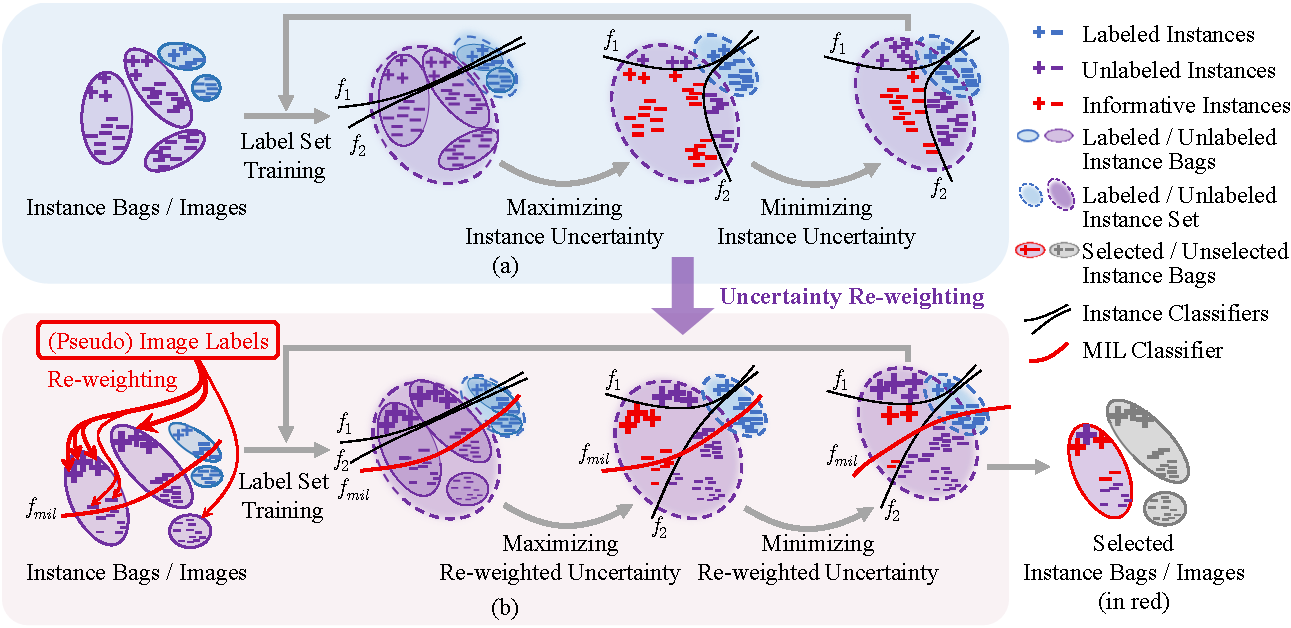 Instance Bags / Images
Label Set
Training
f1
f2
Maximizing
Instance Uncertainty
f1
f2
Minimizing
Instance Uncertainty
f1
f2
(a)
Uncertainty Re-weighting
(Pseudo) Image Labels
Re-weighting
fmil
Instance Bags / Images
Label Set
Training
f1
f2
fmil
Maximizing
Re-weighted Uncertainty
f1
fmil
f2
Minimizing
Re-weighted Uncertainty
f1
fmil
f2
(b)
Selected
Instance Bags / Images
(in red)
Labeled Instances
Unlabeled Instances
Informative Instances
Labeled / Unlabeled
Instance Bags
Labeled / Unlabeled
Instance Set
Selected / Unselected
Instance Bags
Instance Classifiers
MIL Classifier